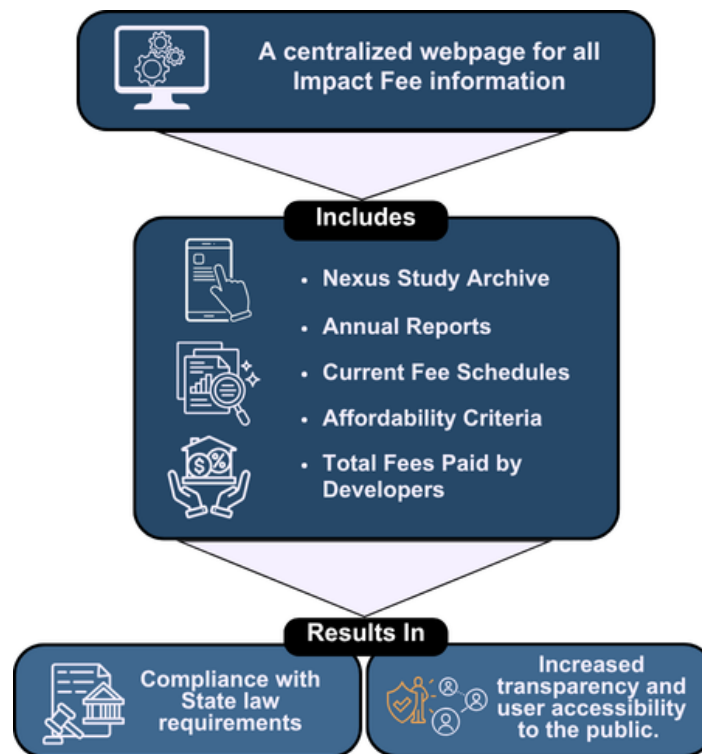 A centralized webpage for all
Impact Fee information
Includes
• Nexus Study Archive
• Annual Reports
• Current Fee Schedules
• Affordability Criteria
• Total Fees Paid by
Developers
$ %
Results In
Compliance with
State law
requirements
Increased
transparency and
user accessibility
to the public.